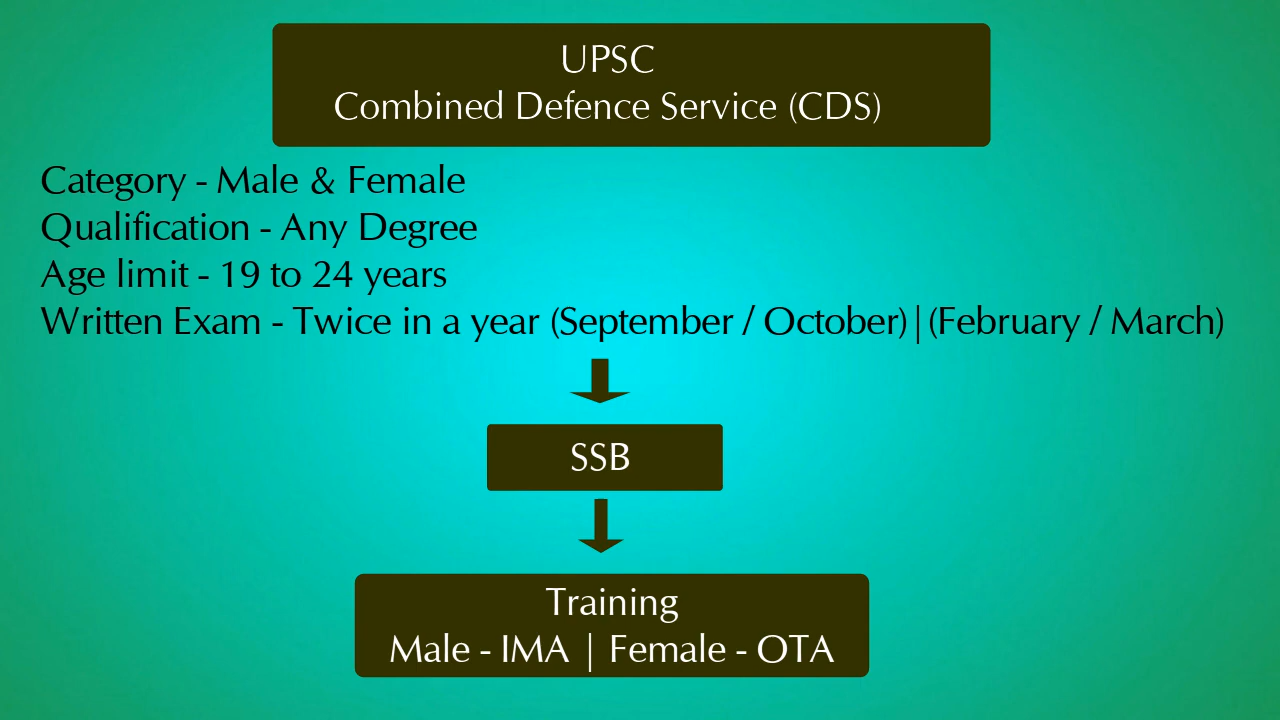 UPSC
Combined Defence Service (CDS)
Category - Male & Female
Qualification - Any Degree
Age limit - 19 to 24 years
Written Exam - Twice in a year (September / October)|(February / March)
SSB
Training
Male - IMA | Female - OTA